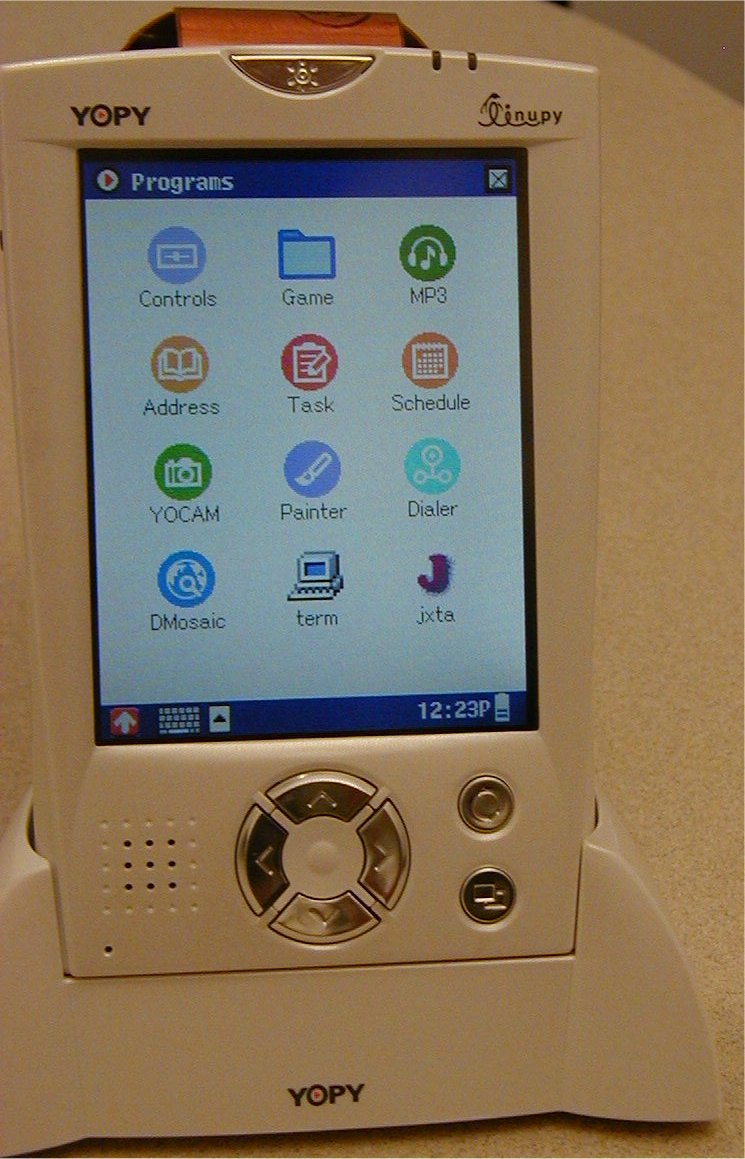 YOPY
Linupy
Programs
Controls Game MP3
Address Task Schedule
YOCAM Painter Dialer
DMosaic term jxta
12:23P
YOPY